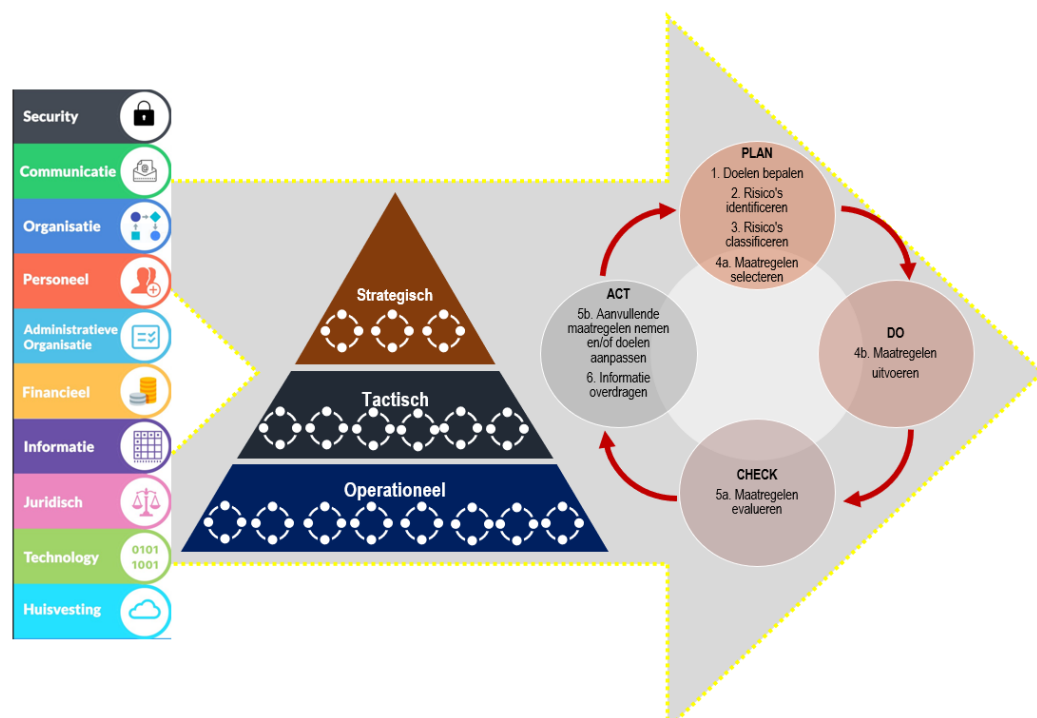 Security
Communicatie
Organisatie
Personeel
Administratieve
Organisatie
Financieel
Informatie
Juridisch
Technology
0101
1001
Huisvesting
Strategisch
Tactisch
Operationeel
PLAN
1. Doelen bepalen
2. Risico's
identificeren
3. Risico's
classificeren
4a. Maatregelen
selecteren
DO
4b. Maatregelen
uitvoeren
CHECK
5a. Maatregelen
evalueren
ACT
5b. Aanvullende
maatregelen nemen
en/of doelen
aanpassen
6. Informatie
overdragen